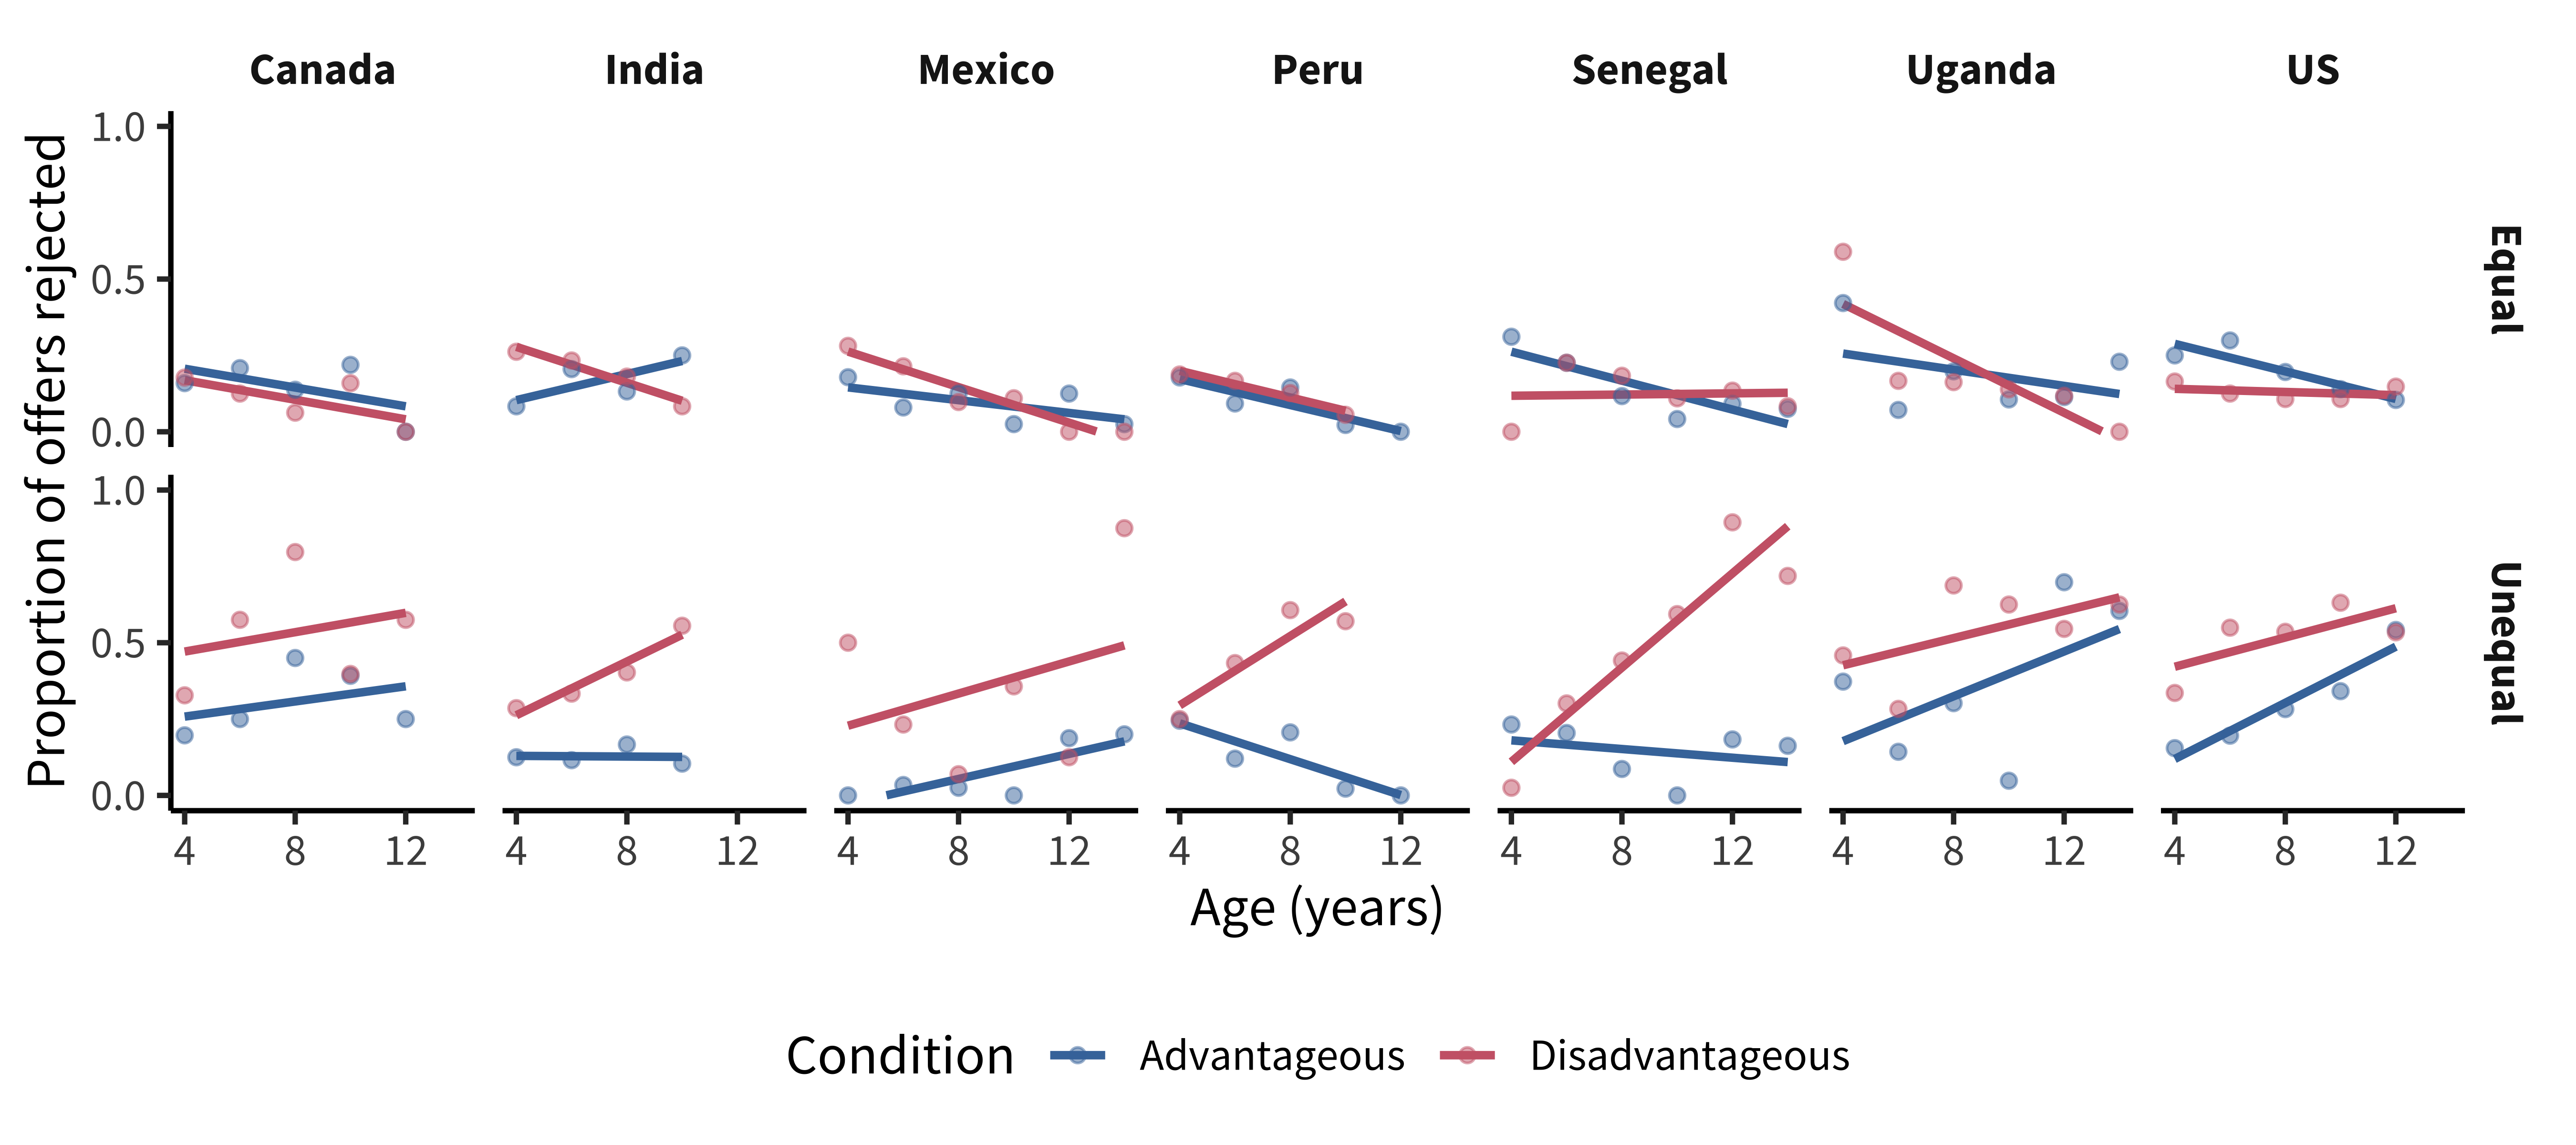 Canada India Mexico Peru Senegal Uganda US
Proportion of offers rejected
1.0
0.5
0.0
Equal
1.0
0.5
0.0
Unequal
4 8 12 4 8 12 4 8 12 4 8 12 4 8 12 4 8 12 4 8 12
Age (years)
Condition Advantageous Disadvantageous